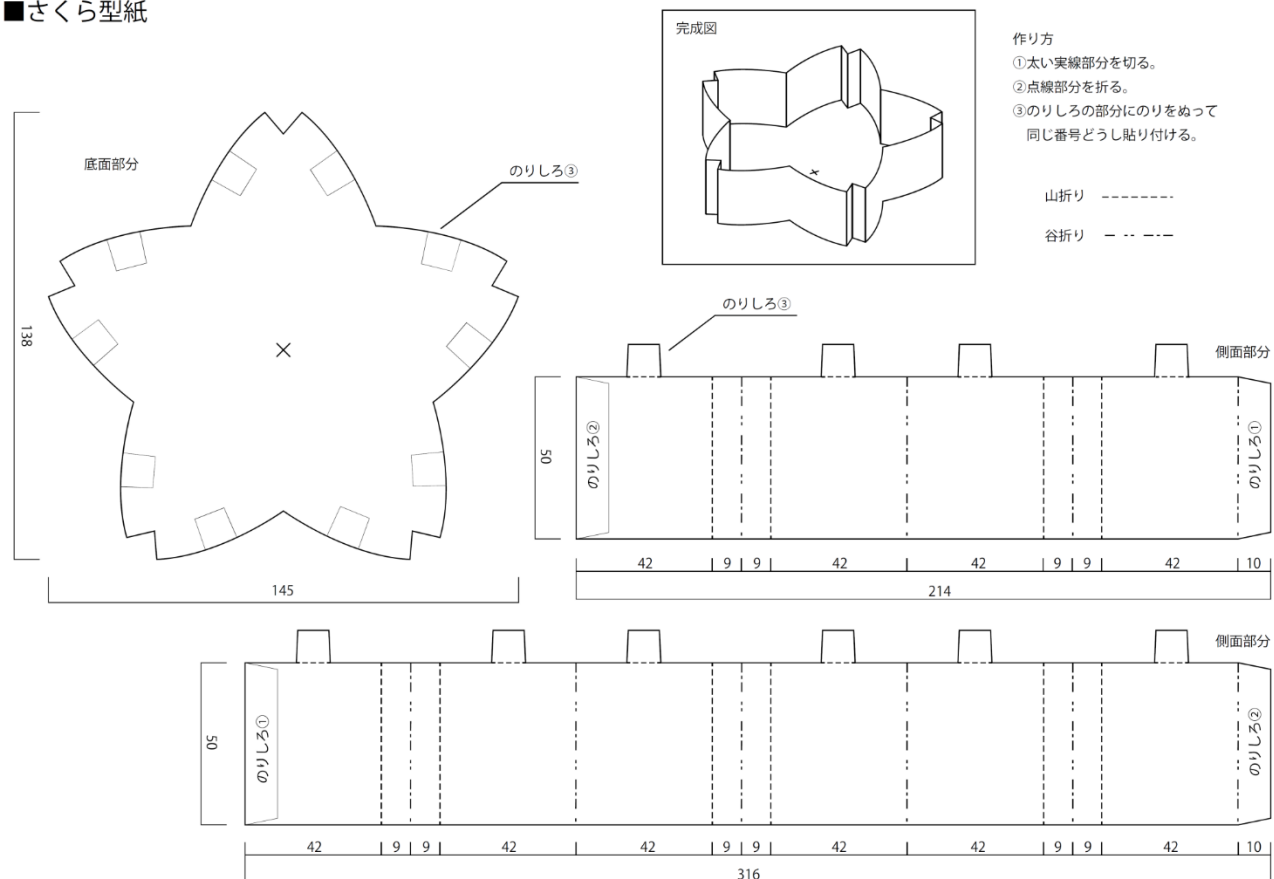 ■さくら型紙
底面部分
のりしろ③
138
145
完成図
作り方
①太い実線部分を切る。
②点線部分を折る。
③のりしろの部分にのりをぬって
同じ番号どうし貼り付ける。
山折り
谷折り
のりしろ③
側面部分
50
のりしろ②
のりしろ①
42 9 9 42 42 9 9 42 10
214
側面部分
50
のりしろ①
のりしろ②
42 9 9 42 42 9 9 42 42 9 9 42 10
316